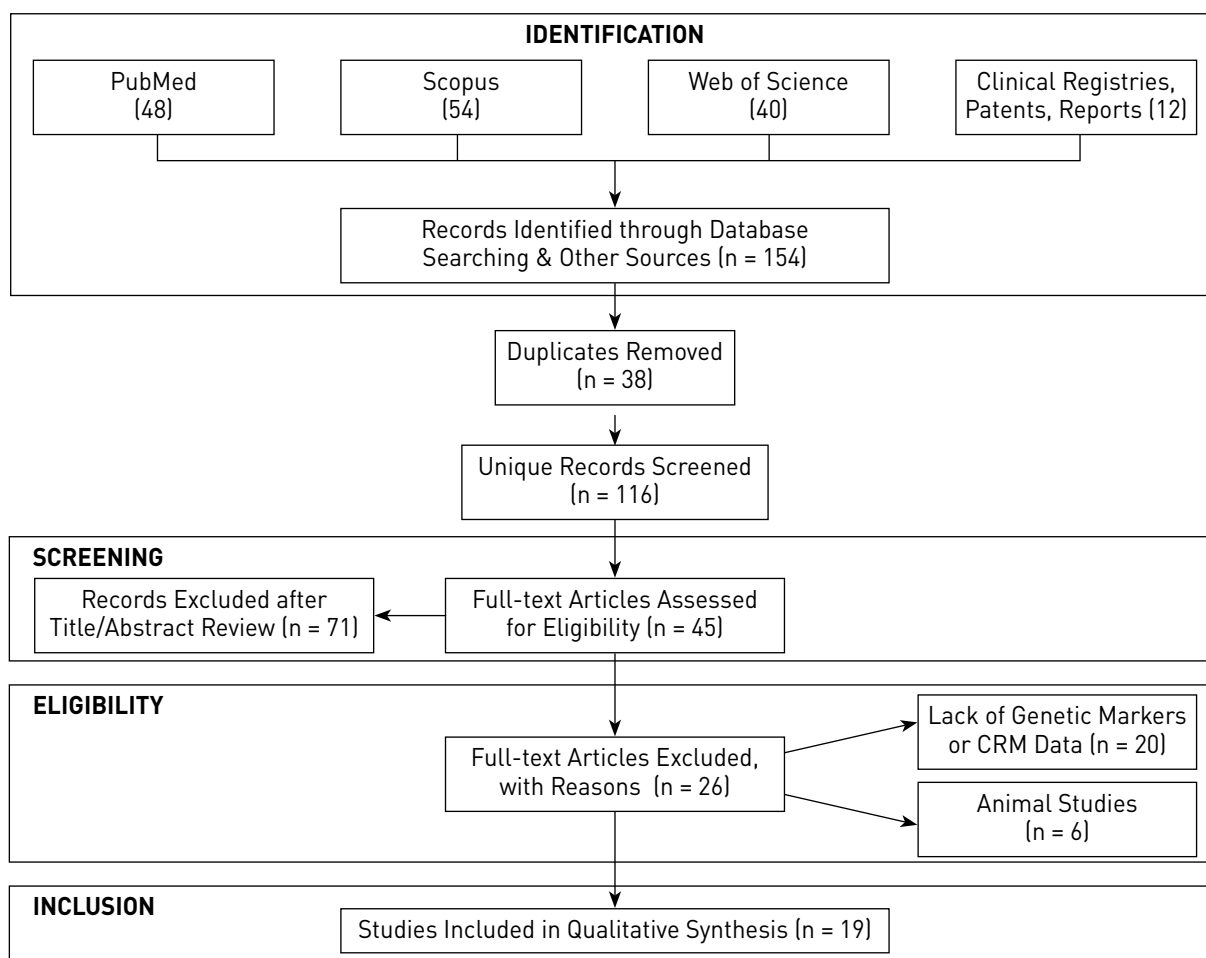 IDENTIFICATION
PubMed
(48)
Scopus
(54)
Web of Science
(40)
Clinical Registries,
Patents, Reports (12)
Records Identified through Database
Searching & Other Sources (n = 154)
Duplicates Removed
(n = 38)
Unique Records Screened
(n = 116)
SCREENING
Records Excluded after
Title/Abstract Review (n = 71)
Full-text Articles Assessed
for Eligibility (n = 45)
ELIGIBILITY
Full-text Articles Excluded,
with Reasons (n = 26)
Lack of Genetic Markers
or CRM Data (n = 20)
Animal Studies
(n = 6)
INCLUSION
Studies Included in Qualitative Synthesis (n = 19)